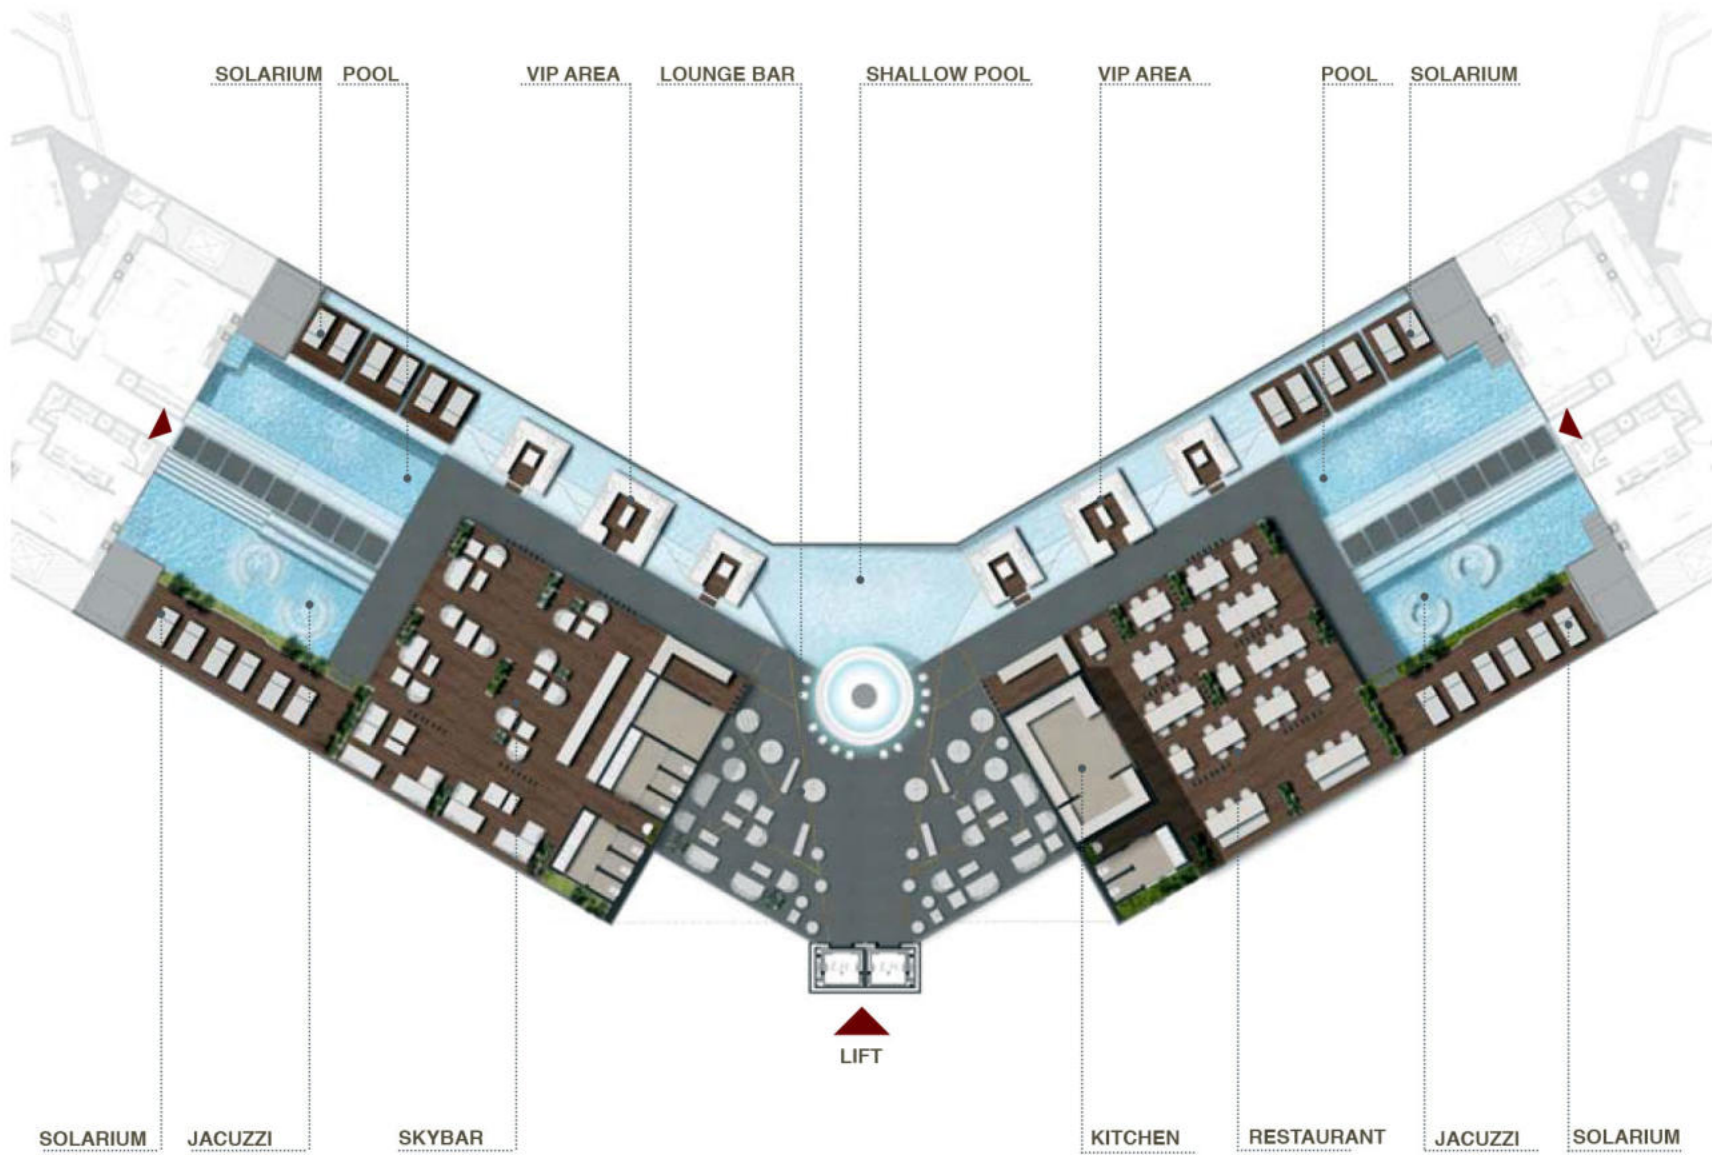 SOLARIUM
POOL
VIP AREA
LOUNGE BAR
SHALLOW POOL
VIP AREA
POOL
SOLARIUM
LIFT
SOLARIUM
JACUZZI
SKYBAR
KITCHEN
RESTAURANT
JACUZZI
SOLARIUM